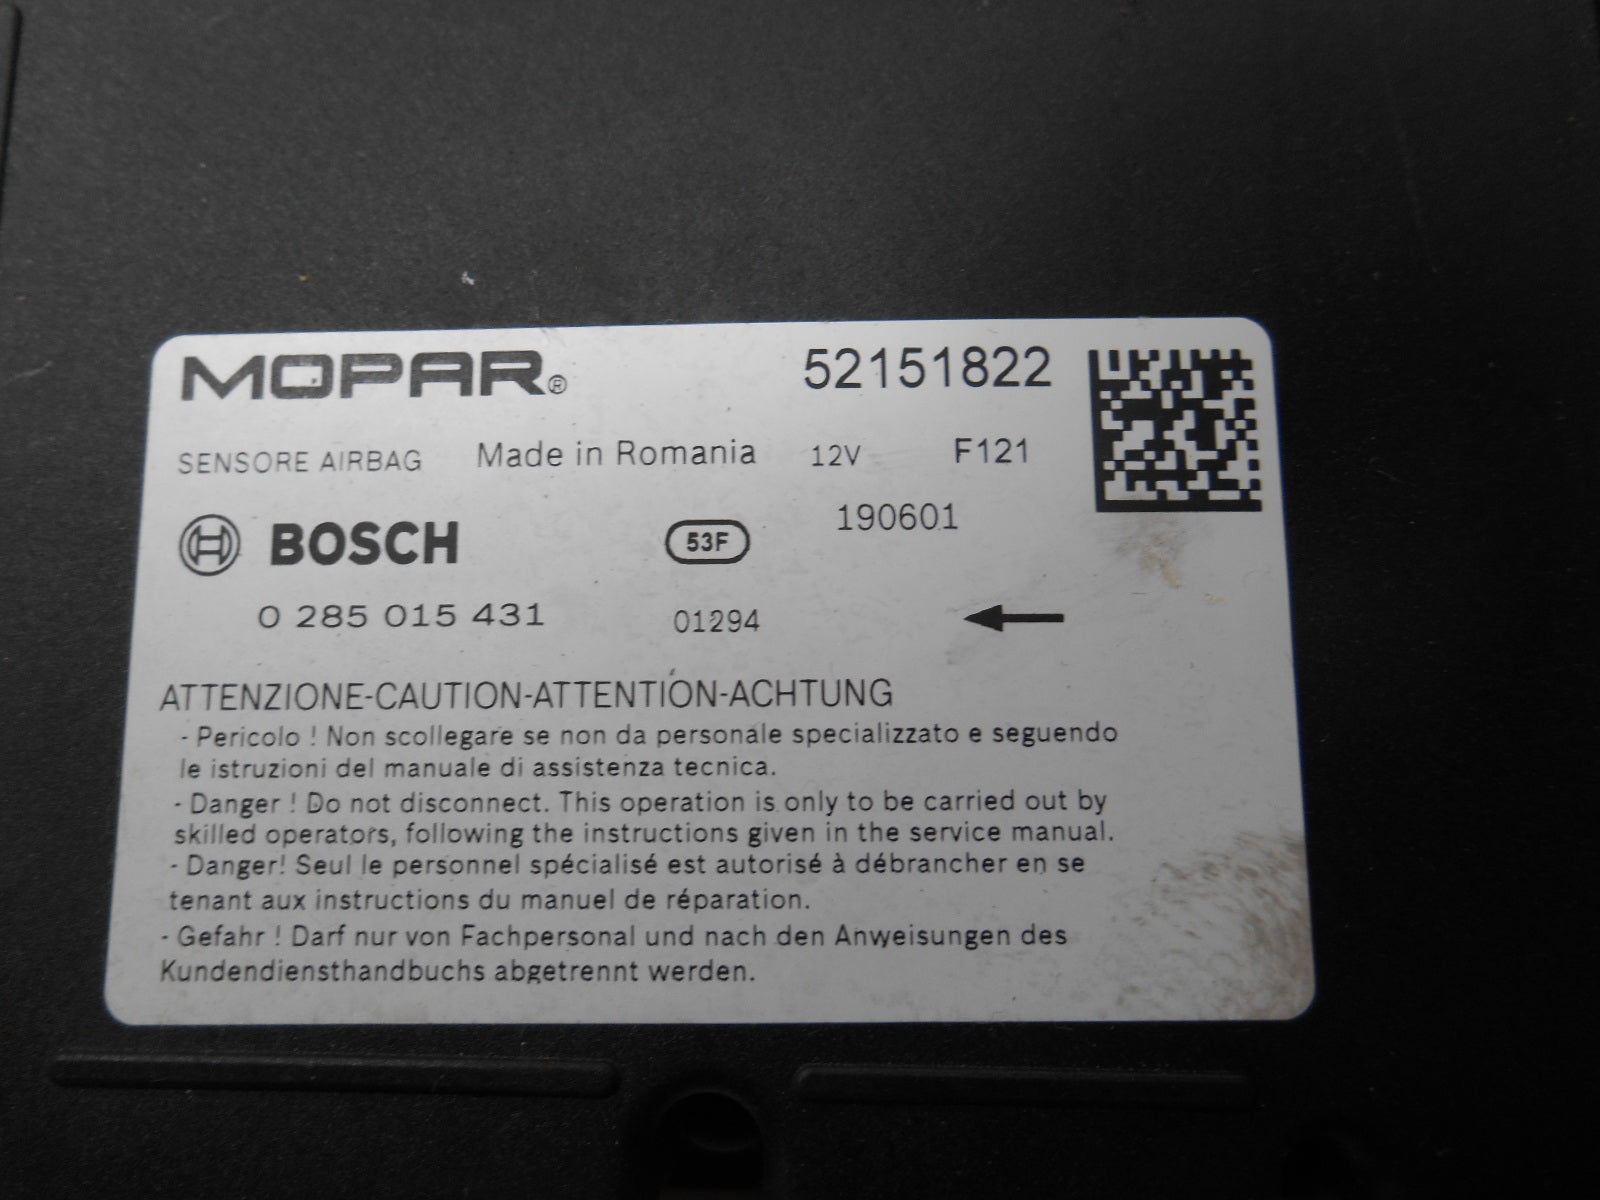 MOPAR® 52151822
SENSORE AIRBAG Made in Romania 12V F121
190601
BOSCH 53F
0 285 015 431 01294
ATTENZIONE-CAUTION-ATTENTION-ACHTUNG
- Pericolo ! Non scollegare se non da personale specializzato e seguendo
le istruzioni del manuale di assistenza tecnica.
- Danger ! Do not disconnect. This operation is only to be carried out by
skilled operators, following the instructions given in the service manual.
- Danger! Seul le personnel spécialisé est autorisé à débrancher en se
tenant aux instructions du manuel de réparation.
- Gefahr ! Darf nur von Fachpersonal und nach den Anweisungen des
Kundendiensthandbuchs abgetrennt werden.